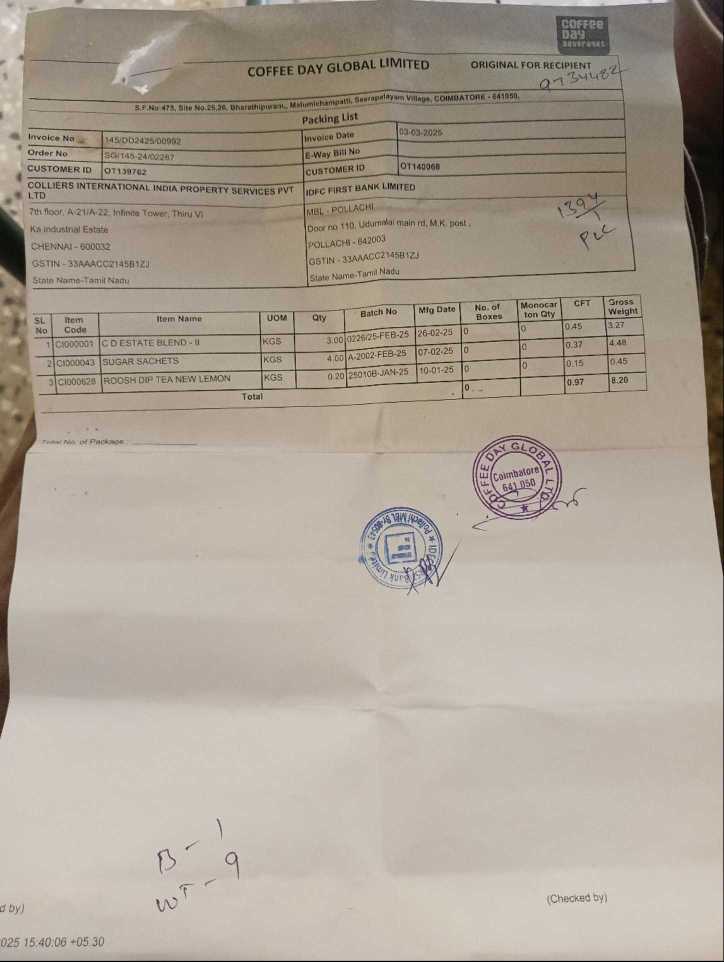 COFFEE
DAY
beverages
COFFEE DAY GLOBAL LIMITED ORIGINAL FOR RECIPIENT
9734482
S.F.No 473, Site No.25,26, Bharathipuram, Malumichampatti, Seerapalayam Village, COIMBATORE - 641050,
Packing List
Invoice No 145/DD2425/00992 Invoice Date 03-03-2025
Order No SG/145-24/02267 E-Way Bill No
CUSTOMER ID OT139762 CUSTOMER ID OT140068
COLLIERS INTERNATIONAL INDIA PROPERTY SERVICES PVT LTD IDFC FIRST BANK LIMITED
7th floor, A-21/A-22, Infinite Tower, Thiru Vi MBL - POLLACHI
Ka industrial Estate Door no 110, Udumalai main rd, M.K. post ,
CHENNAI - 600032 POLLACHI - 642003
GSTIN - 33AAACC2145B1ZJ GSTIN - 33AAACC2145B1ZJ
State Name-Tamil Nadu State Name-Tamil Nadu
1394
SL No Item Code Item Name UOM Qty Batch No Mfg Date No. of Boxes Monocar ton Qty CFT Gross Weight
1 CI000001 C D ESTATE BLEND - II KGS 3.00 0226/25-FEB-25 26-02-25 0 0 0.45 3.27
2 CI000043 SUGAR SACHETS KGS 4.00 A-2002-FEB-25 07-02-25 0 0 0.37 4.48
3 CI000628 ROOSH DIP TEA NEW LEMON KGS 0.20 25010B-JAN-25 10-01-25 0 0 0.15 0.45
Total 0 0.97 8.20
Total No. of Package
COFFEE DAY GLOBAL LTD
Coimbatore
641 050
B - 1
WT - 9
d by) (Checked by)
025 15:40:06 +05.30